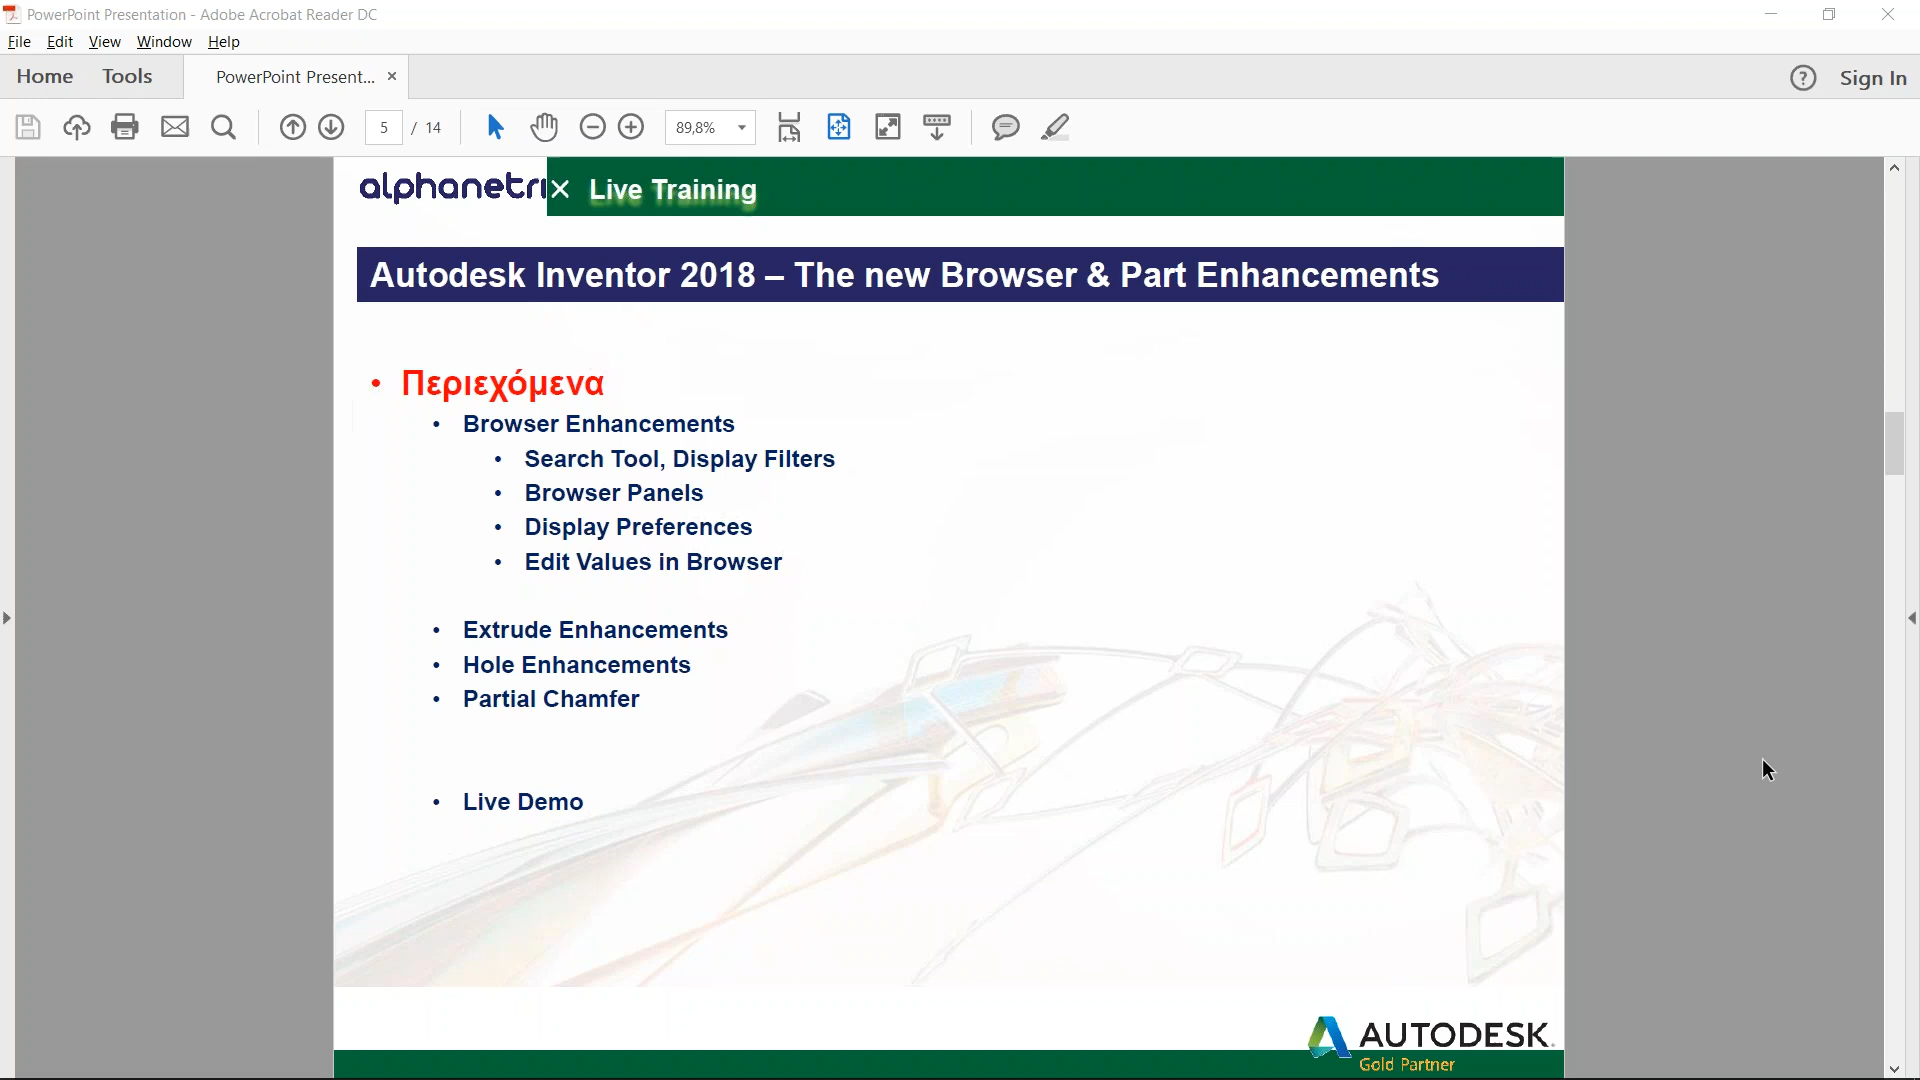 PowerPoint Presentation - Adobe Acrobat Reader DC
File Edit View Window Help
Home Tools PowerPoint Present... × ? Sign In
5 / 14 89,8%
alphanetrix Live Training
Autodesk Inventor 2018 – The new Browser & Part Enhancements
• Περιεχόμενα
• Browser Enhancements
• Search Tool, Display Filters
• Browser Panels
• Display Preferences
• Edit Values in Browser
• Extrude Enhancements
• Hole Enhancements
• Partial Chamfer
• Live Demo
AUTODESK.
Gold Partner